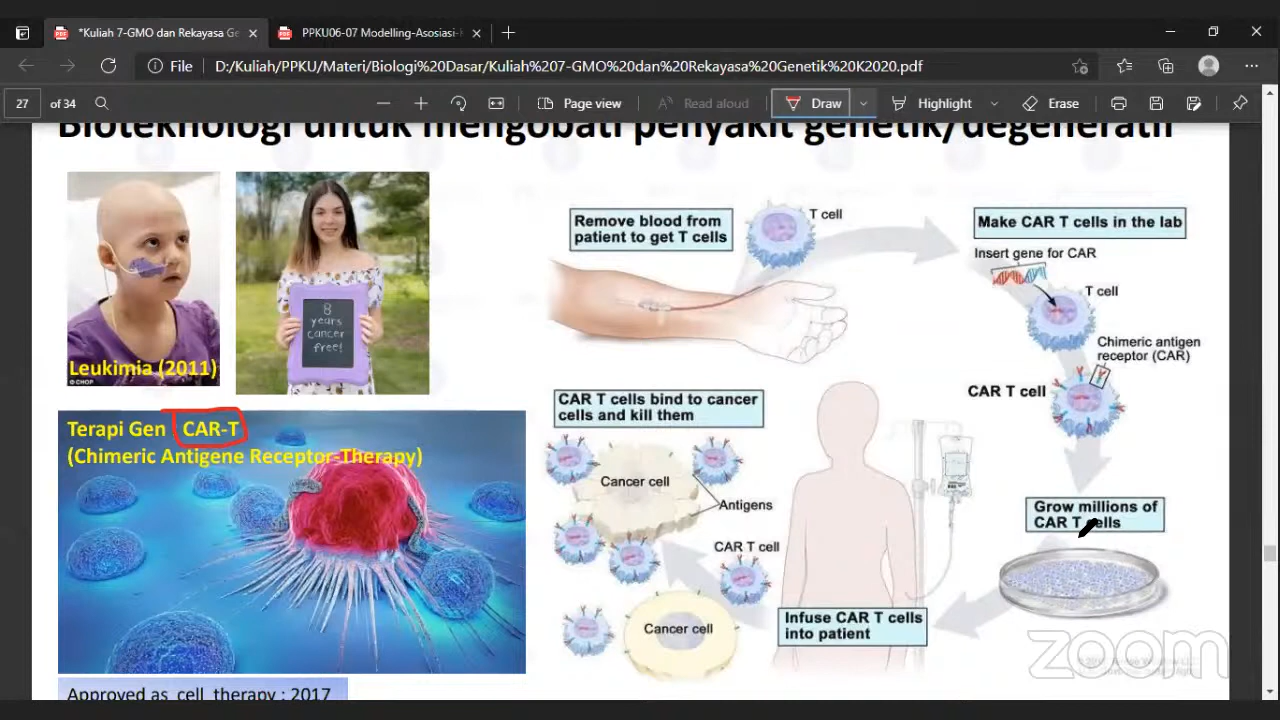 *Kuliah 7-GMO dan Rekayasa Ge
PPKU06-07 Modelling-Asosiasi-
File
D:/Kuliah/PPKU/Materi/Biologi%20Dasar/Kuliah%207-GMO%20dan%20Rekayasa%20Genetik%20K2020.pdf
27 of 34
Page view
Read aloud
Draw
Highlight
Erase
Bioteknologi untuk mengobati penyakit genetik/degeneratif
Leukimia (2011)
© CHOP
8
years
cancer
free!
Terapi Gen CAR-T
(Chimeric Antigene Receptor-Therapy)
Approved as cell therapy : 2017
Remove blood from
patient to get T cells
T cell
Make CAR T cells in the lab
Insert gene for CAR
T cell
Chimeric antigen
receptor (CAR)
CAR T cell
Grow millions of
CAR T cells
Infuse CAR T cells
into patient
CAR T cells bind to cancer
cells and kill them
Cancer cell
Antigens
CAR T cell
Cancer cell
zoom